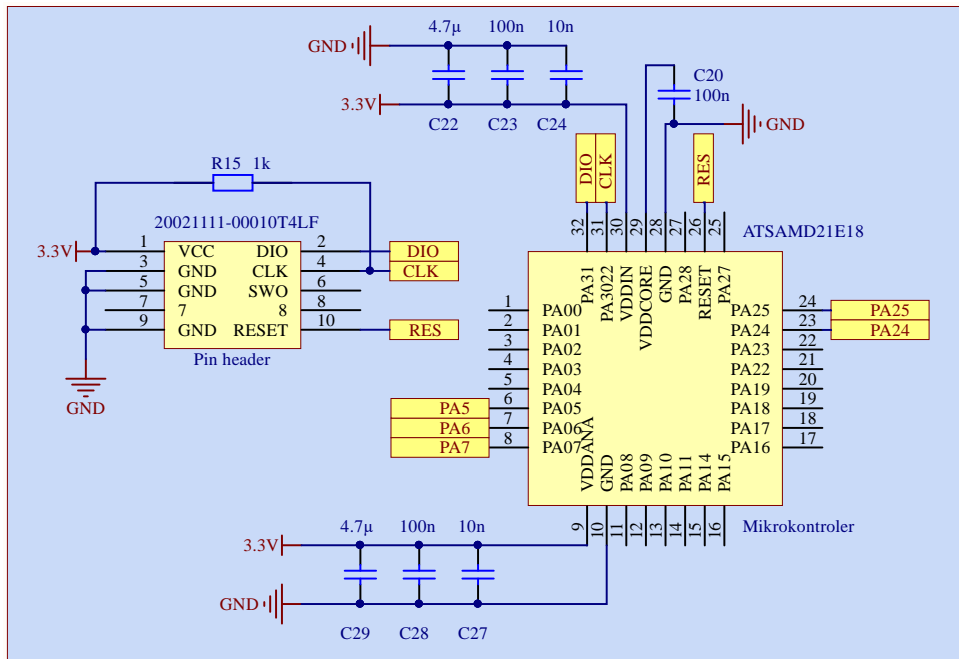 4.7µ 100n 10n
GND
3.3V
C22 C23 C24
C20
100n
GND
DIO
CLK
RES
R15 1k
20021111-00010T4LF
3.3V
1 VCC DIO 2 DIO
3 GND CLK 4 CLK
5 GND SWO 6
7 7 8 8
9 GND RESET 10 RES
Pin header
GND
32 31 30 29 28 27 26 25
ATSAMD21E18
PA31 PA3022 VDDIN VDDCORE GND PA28 RESET PA27
1 PA00 PA25 24 PA25
2 PA01 PA24 23 PA24
3 PA02 PA23 22
4 PA03 PA22 21
5 PA04 PA19 20
PA5 6 PA05 PA18 19
PA6 7 PA06 PA17 18
PA7 8 PA07 PA16 17
VDDANA GND PA08 PA09 PA10 PA11 PA14 PA15
9 10 11 12 13 14 15 16
Mikrokontroler
4.7µ 100n 10n
3.3V
GND
C29 C28 C27